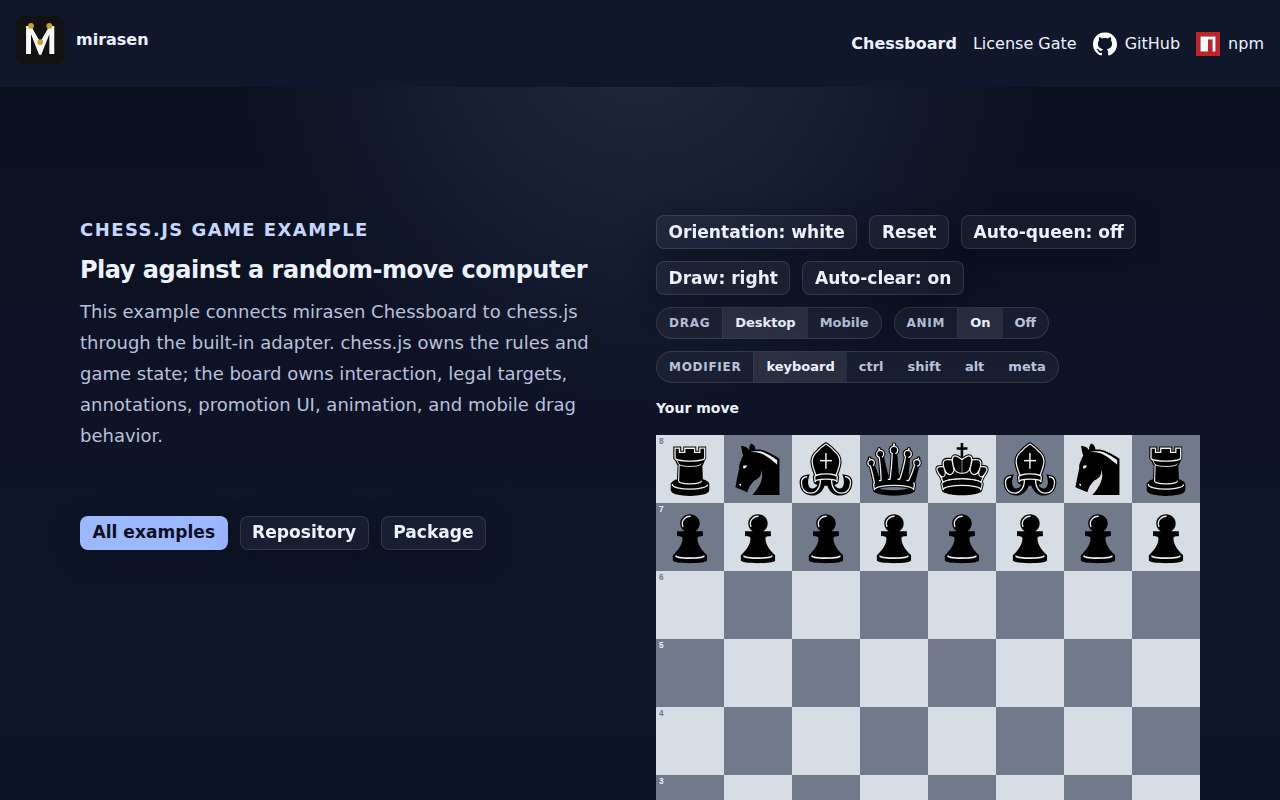 mirasen
Chessboard License Gate GitHub npm
CHESS.JS GAME EXAMPLE
Play against a random-move computer
This example connects mirasen Chessboard to chess.js
through the built-in adapter. chess.js owns the rules and
game state; the board owns interaction, legal targets,
annotations, promotion UI, animation, and mobile drag
behavior.
All examples Repository Package
Orientation: white Reset Auto-queen: off
Draw: right Auto-clear: on
DRAG Desktop Mobile ANIM On Off
MODIFIER keyboard ctrl shift alt meta
Your move
8
7
6
5
4
3